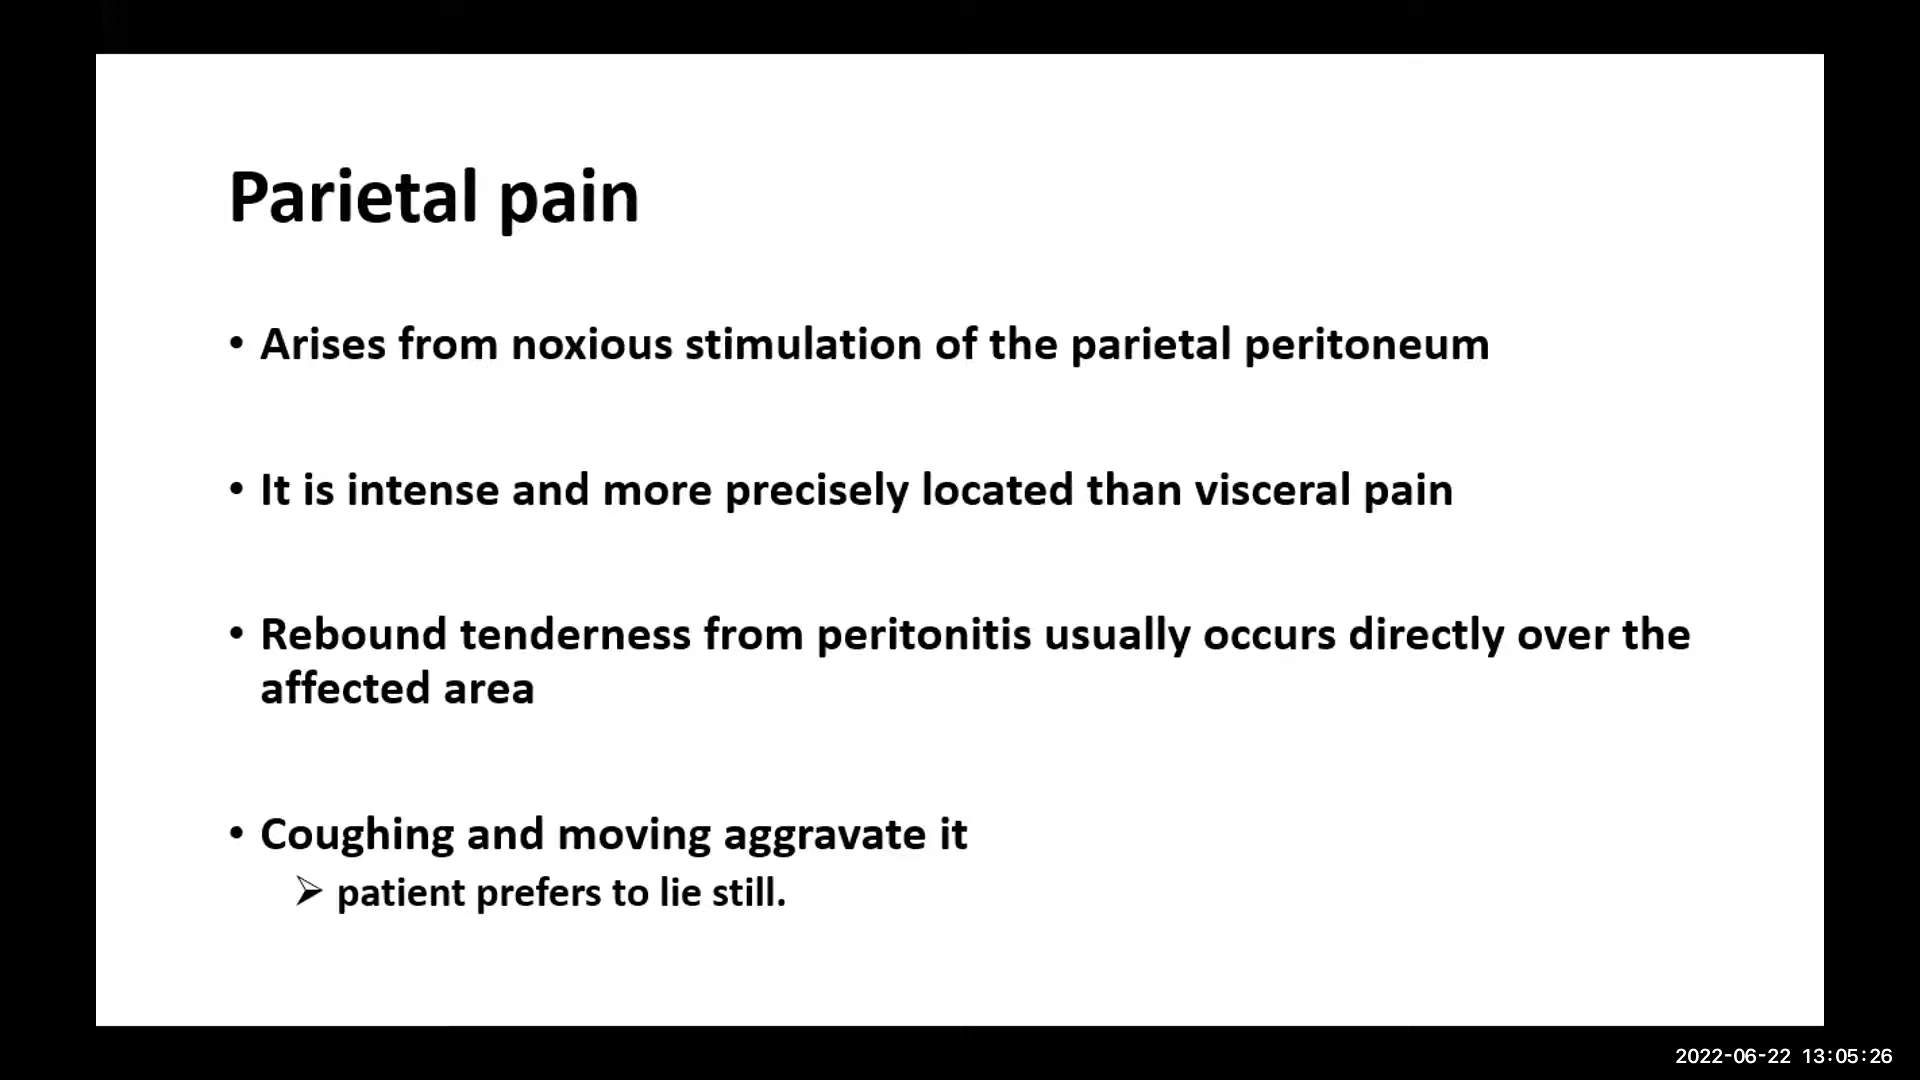 Parietal pain
• Arises from noxious stimulation of the parietal peritoneum
• It is intense and more precisely located than visceral pain
• Rebound tenderness from peritonitis usually occurs directly over the
affected area
• Coughing and moving aggravate it
➢ patient prefers to lie still.
2022-06-22 13:05:26